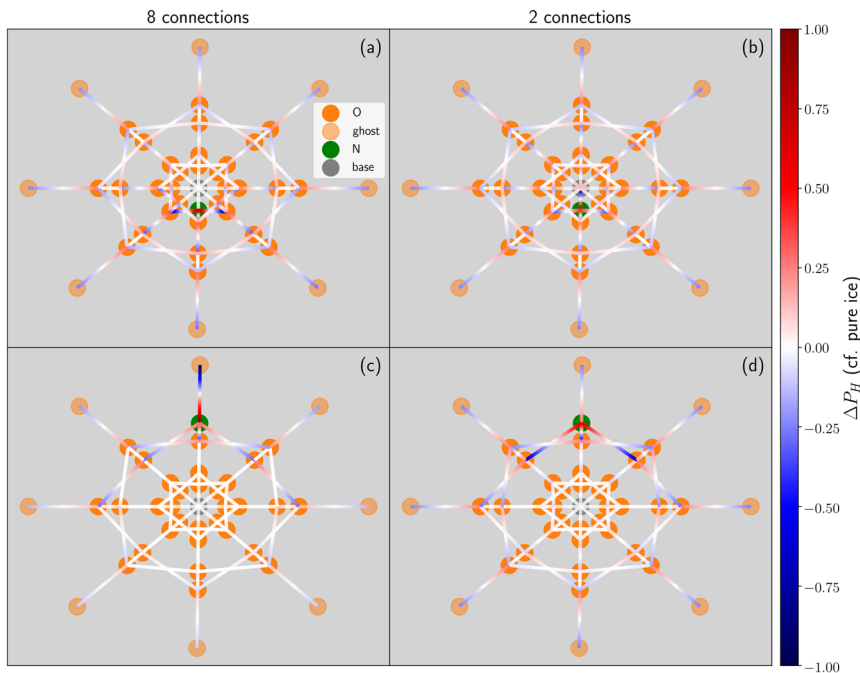 8 connections
2 connections
(a)
(b)
O
ghost
N
base
(c)
(d)
1.00
0.75
0.50
0.25
0.00
−0.25
−0.50
−0.75
−1.00
ΔP_H (cf. pure ice)